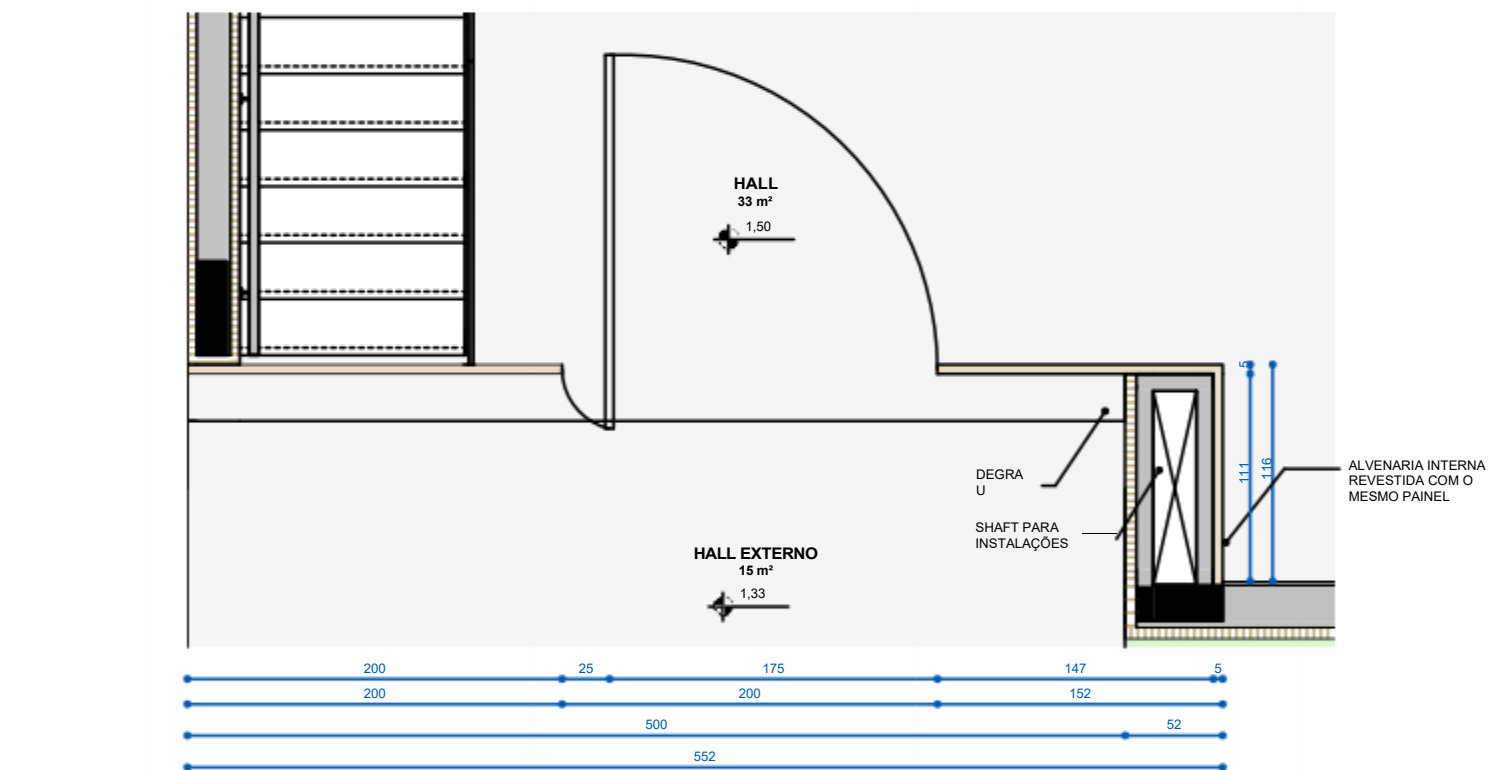 HALL
33 m²
1,50
5
111
116
DEGRA
U
ALVENARIA INTERNA
REVESTIDA COM O
MESMO PAINEL
SHAFT PARA
INSTALAÇÕES
HALL EXTERNO
15 m²
1,33
200 25 175 147 5
200 200 152
500 52
552